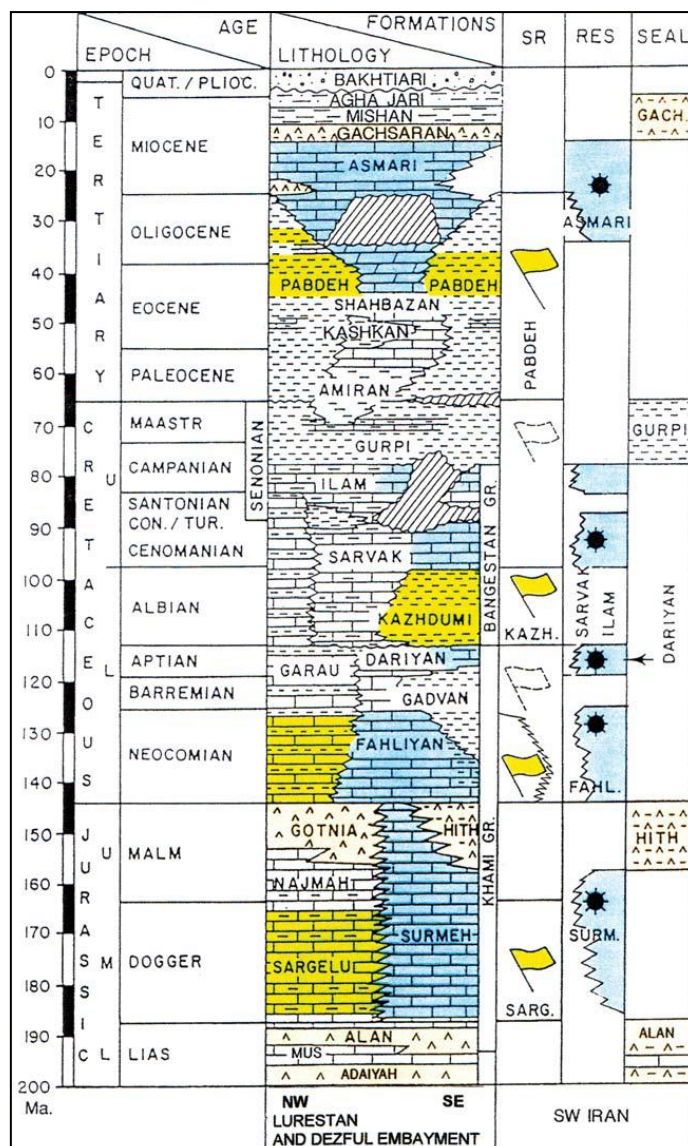 AGE
FORMATIONS
SR
RES
SEAL
EPOCH
LITHOLOGY
0
QUAT. / PLIOC.
BAKHTIARI
AGHA JARI
MISHAN
10
GACH.
GACHSARAN
MIOCENE
ASMARI
20
30
OLIGOCENE
ASMARI
40
PABDEH
PABDEH
EOCENE
SHAHBAZAN
50
KASHKAN
PABDEH
60
PALEOCENE
AMIRAN
TERTIARY
70
MAASTR
GURPI
GURPI
SENONIAN
80
U
CAMPANIAN
ILAM
SANTONIAN
90
CON. / TUR.
CENOMANIAN
SARVAK
BANGESTAN GR.
100
ALBIAN
KAZHDUMI
KAZH.
SARVAK
ILAM
DARIYAN
110
APTIAN
DARIYAN
GARAU
L
120
BARREMIAN
GADVAN
130
NEOCOMIAN
FAHLIYAN
FAHL.
140
CRETACEOUS
150
GOTNIA
HITH
HITH
U
MALM
160
NAJMAH
KHAMI GR.
170
SURMEH
SURM.
M
DOGGER
180
SARGELU
SARG.
190
ALAN
ALAN
L
LIAS
MUS
JURASSIC
200
ADAIYAH
Ma.
NW
SE
LURESTAN
AND DEZFUL EMBAYMENT
SW IRAN